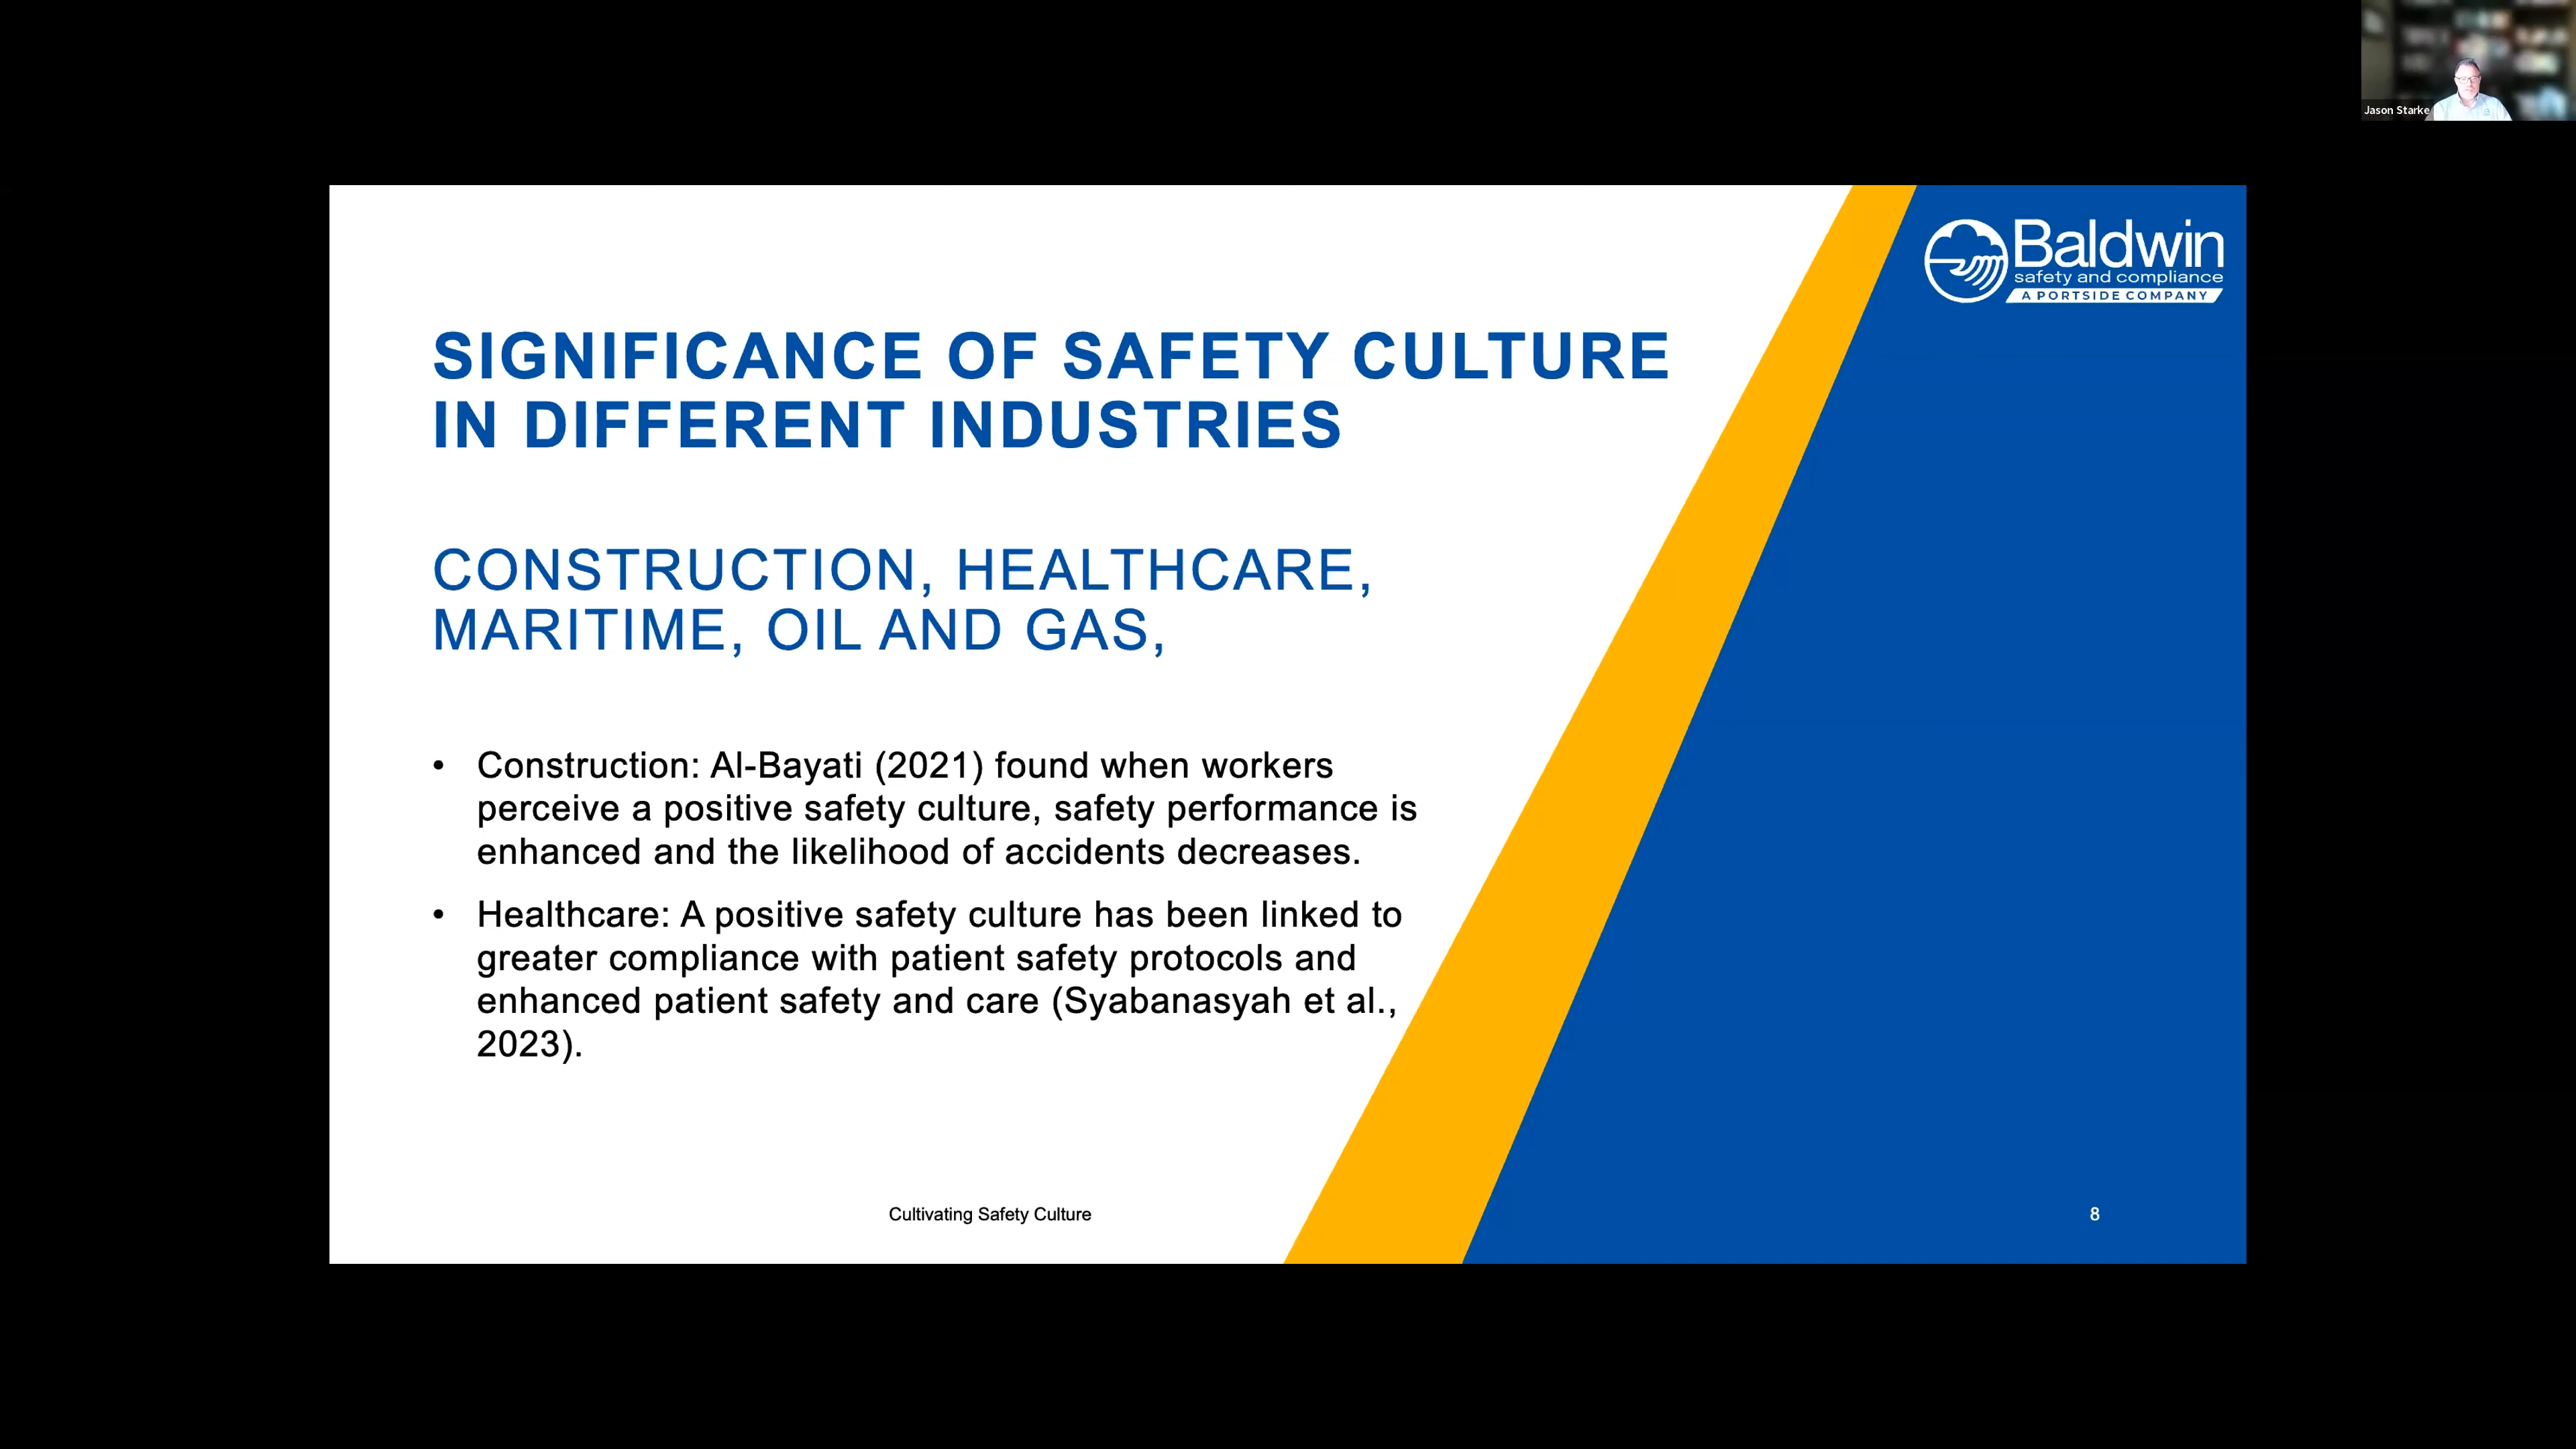 Jason Starke
Baldwin
safety and compliance
A PORTSIDE COMPANY
SIGNIFICANCE OF SAFETY CULTURE
IN DIFFERENT INDUSTRIES
CONSTRUCTION, HEALTHCARE,
MARITIME, OIL AND GAS,
• Construction: Al-Bayati (2021) found when workers
perceive a positive safety culture, safety performance is
enhanced and the likelihood of accidents decreases.
• Healthcare: A positive safety culture has been linked to
greater compliance with patient safety protocols and
enhanced patient safety and care (Syabanasyah et al.,
2023).
Cultivating Safety Culture
8